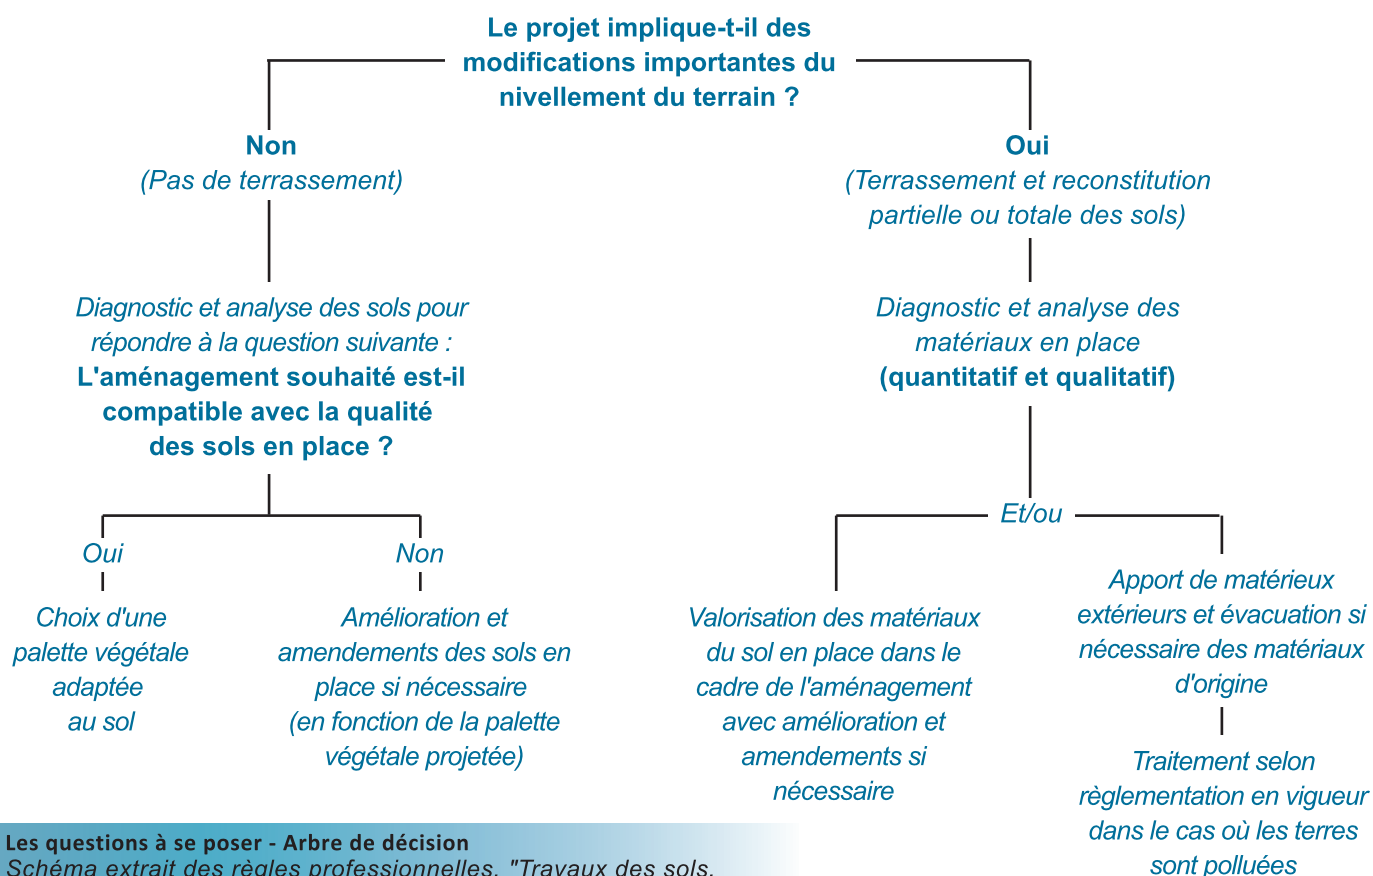 Le projet implique-t-il des
modifications importantes du
nivellement du terrain ?
Non
(Pas de terrassement)
Oui
(Terrassement et reconstitution
partielle ou totale des sols)
Diagnostic et analyse des sols pour
répondre à la question suivante :
L'aménagement souhaité est-il
compatible avec la qualité
des sols en place ?
Diagnostic et analyse des
matériaux en place
(quantitatif et qualitatif)
Et/ou
Oui
Choix d'une
palette végétale
adaptée
au sol
Non
Amélioration et
amendements des sols en
place si nécessaire
(en fonction de la palette
végétale projetée)
Valorisation des matériaux
du sol en place dans le
cadre de l'aménagement
avec amélioration et
amendements si
nécessaire
Apport de matérieux
extérieurs et évacuation si
nécessaire des matériaux
d'origine
Traitement selon
règlementation en vigueur
dans le cas où les terres
sont polluées
Les questions à se poser - Arbre de décision
Schéma extrait des règles professionnelles, "Travaux des sols,